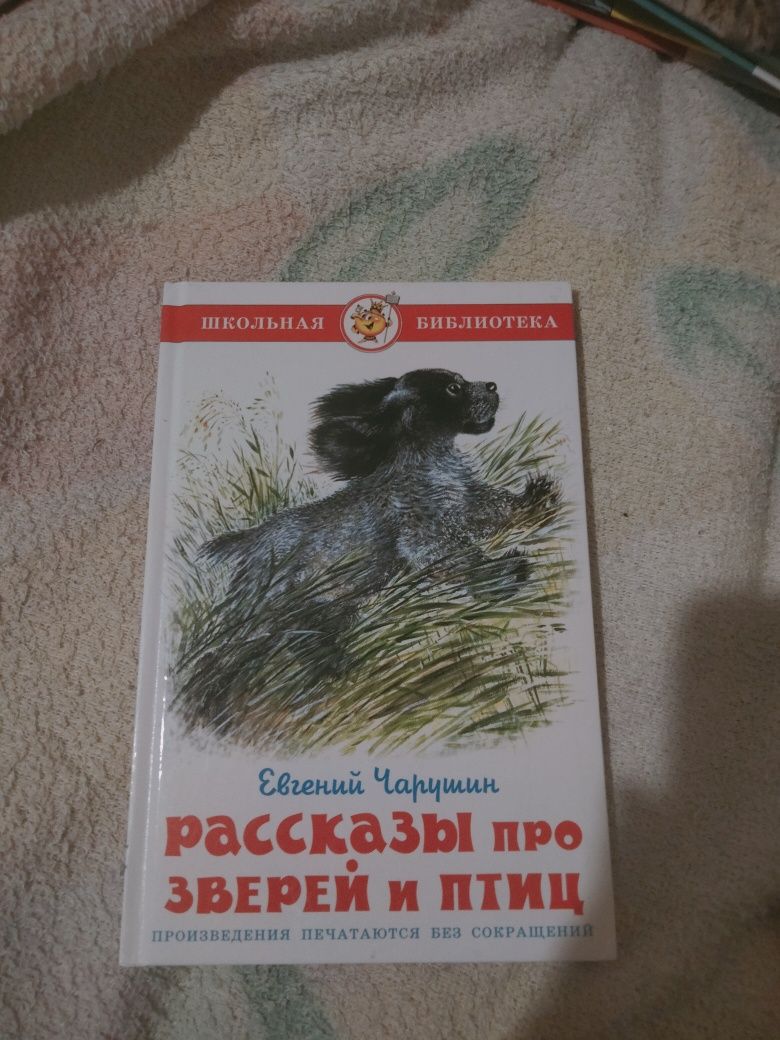 ШКОЛЬНАЯ БИБЛИОТЕКА
Евгений Чарушин
Рассказы про
зверей и птиц
ПРОИЗВЕДЕНИЯ ПЕЧАТАЮТСЯ БЕЗ СОКРАЩЕНИЙ